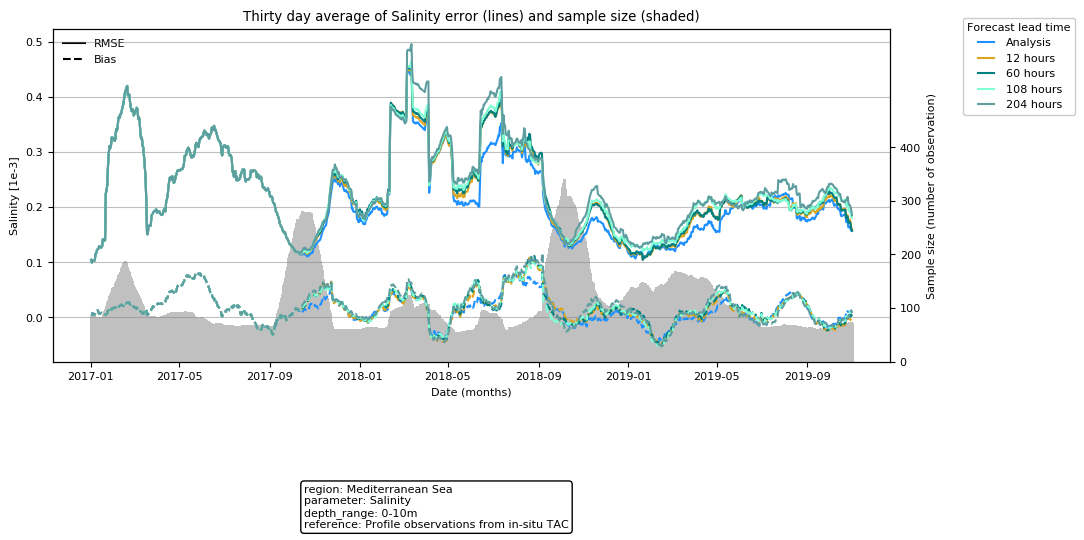 Thirty day average of Salinity error (lines) and sample size (shaded)
Forecast lead time
Analysis
12 hours
60 hours
108 hours
204 hours
RMSE
Bias
0.5
0.4
0.3
0.2
0.1
0.0
Salinity [1e-3]
400
300
200
100
0
Sample size (number of observation)
2017-01 2017-05 2017-09 2018-01 2018-05 2018-09 2019-01 2019-05 2019-09
Date (months)
region: Mediterranean Sea
parameter: Salinity
depth_range: 0-10m
reference: Profile observations from in-situ TAC